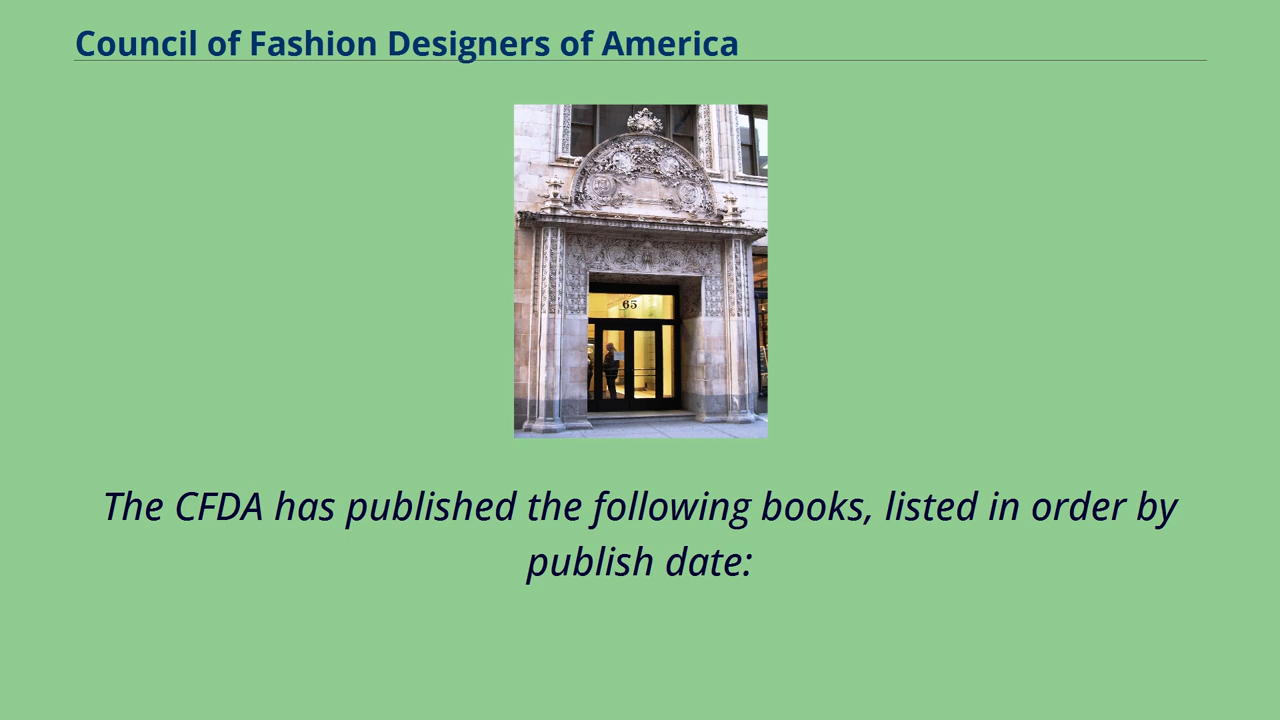 Council of Fashion Designers of America
65
The CFDA has published the following books, listed in order by
publish date: